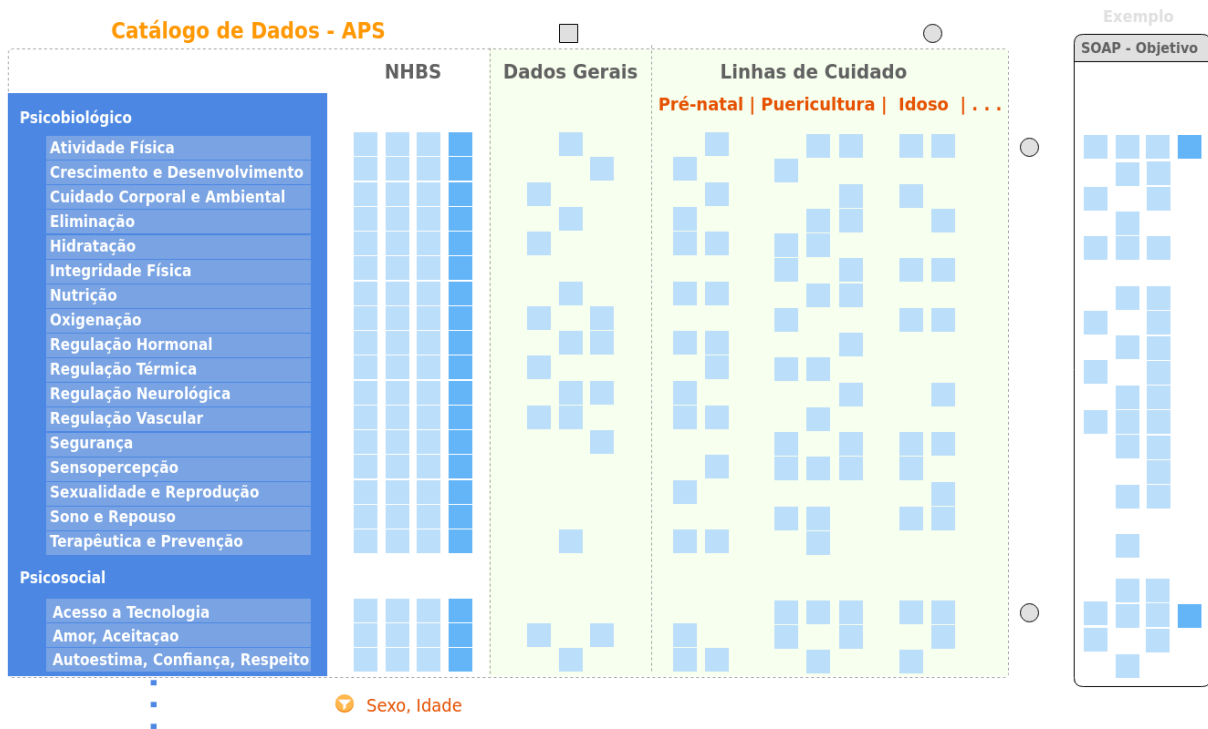 Exemplo
Catálogo de Dados - APS
SOAP - Objetivo
NHBS
Dados Gerais
Linhas de Cuidado
Pré-natal | Puericultura | Idoso | . . .
Psicobiológico
Atividade Física
Crescimento e Desenvolvimento
Cuidado Corporal e Ambiental
Eliminação
Hidratação
Integridade Física
Nutrição
Oxigenação
Regulação Hormonal
Regulação Térmica
Regulação Neurológica
Regulação Vascular
Segurança
Sensopercepção
Sexualidade e Reprodução
Sono e Repouso
Terapêutica e Prevenção
Psicosocial
Acesso a Tecnologia
Amor, Aceitaçao
Autoestima, Confiança, Respeito
Sexo, Idade